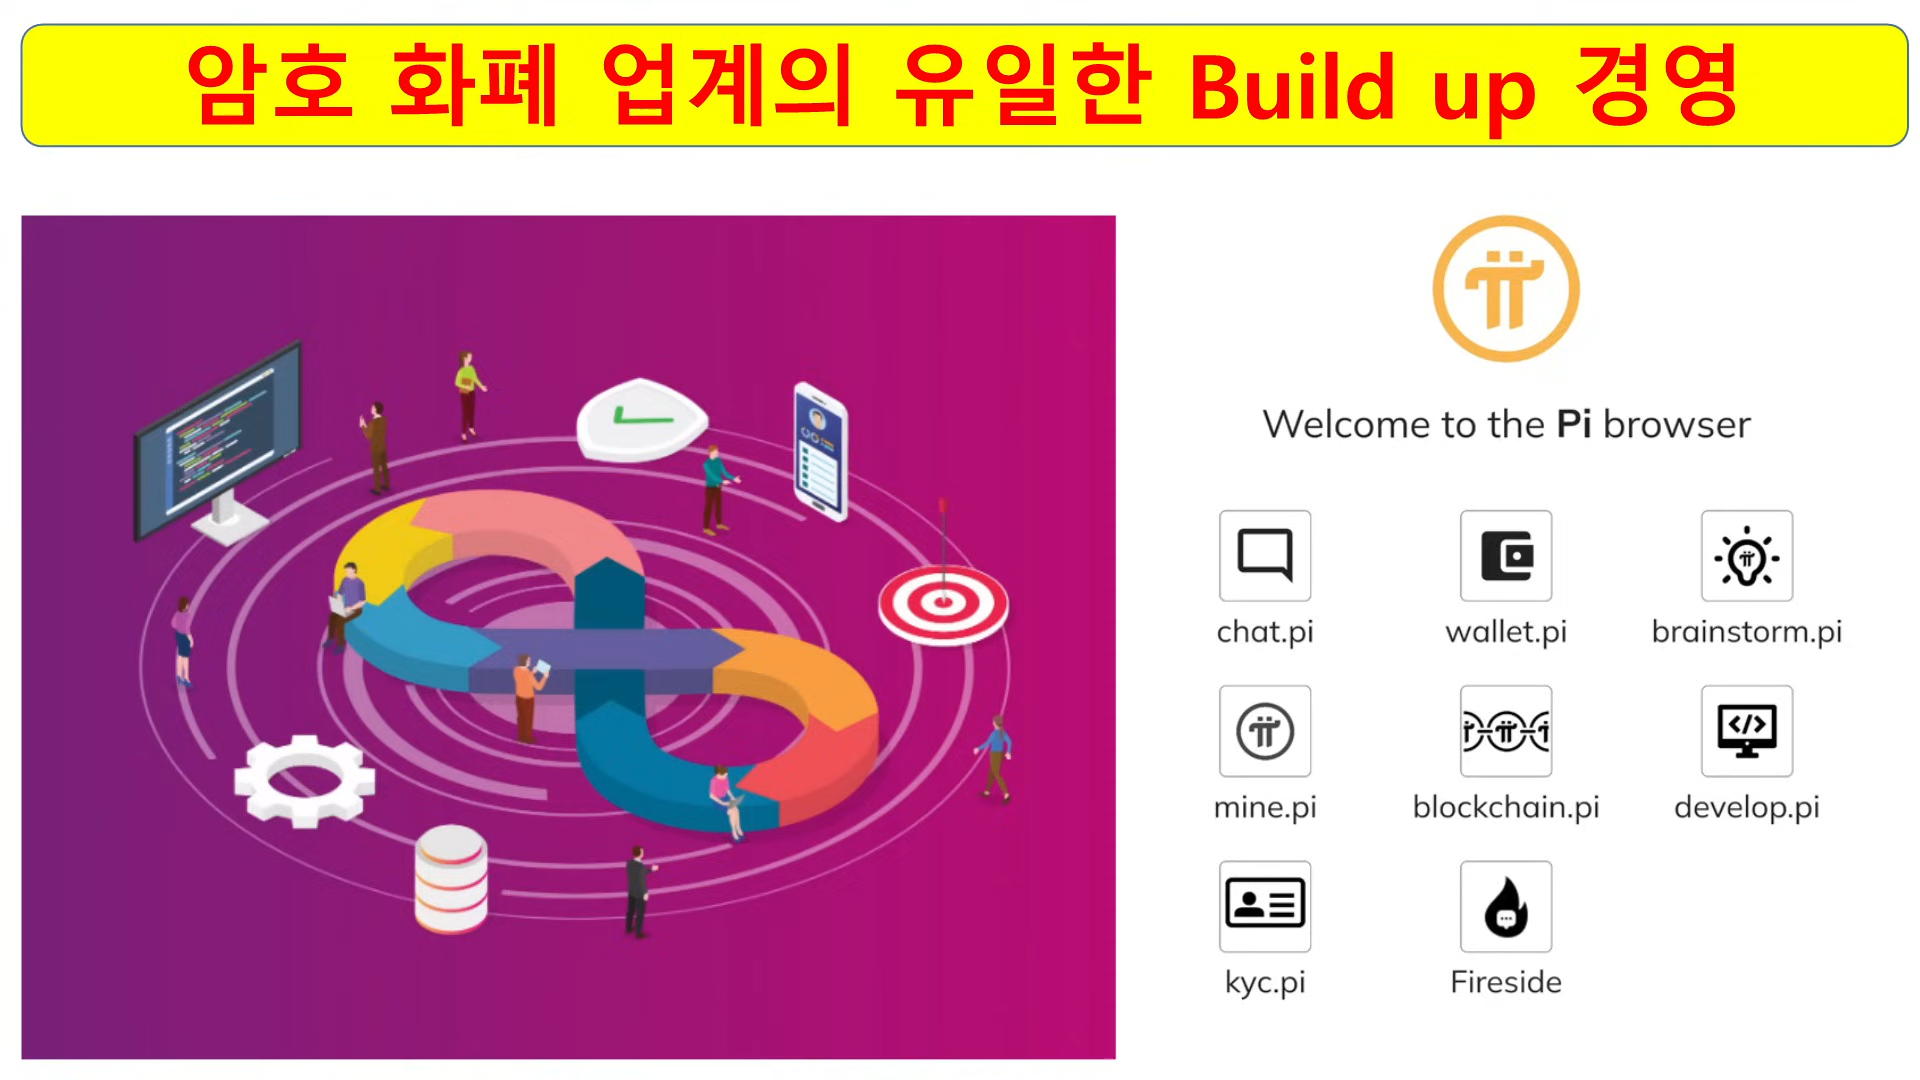 암호 화폐 업계의 유일한 Build up 경영
Welcome to the Pi browser
chat.pi
wallet.pi
brainstorm.pi
mine.pi
blockchain.pi
develop.pi
kyc.pi
Fireside